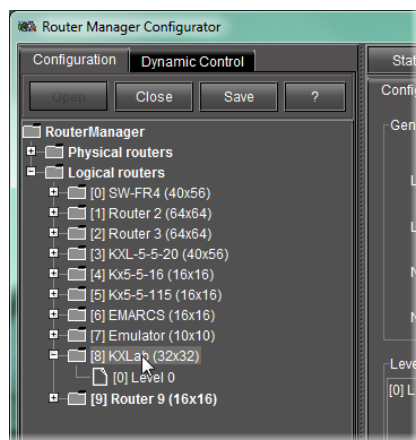 Router Manager Configurator
Configuration
Dynamic Control
Open
Close
Save
?
RouterManager
Physical routers
Logical routers
[0] SW-FR4 (40x56)
[1] Router 2 (64x64)
[2] Router 3 (64x64)
[3] KXL-5-5-20 (40x56)
[4] Kx5-5-16 (16x16)
[5] Kx5-5-115 (16x16)
[6] EMARCS (16x16)
[7] Emulator (10x10)
[8] KXLab (32x32)
[0] Level 0
[9] Router 9 (16x16)
Stat
Confi
Gen
L
L
N
N
Leve
[0] L